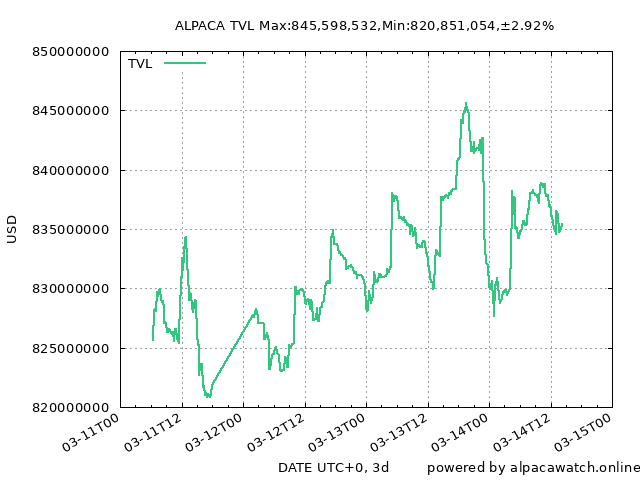 ALPACA TVL Max:845,598,532,Min:820,851,054,±2.92%
850000000
TVL
845000000
840000000
835000000
USD
830000000
825000000
820000000
03-11T00
03-11T12
03-12T00
03-12T12
03-13T00
03-13T12
03-14T00
03-14T12
03-15T00
DATE UTC+0, 3d
powered by alpacawatch.online